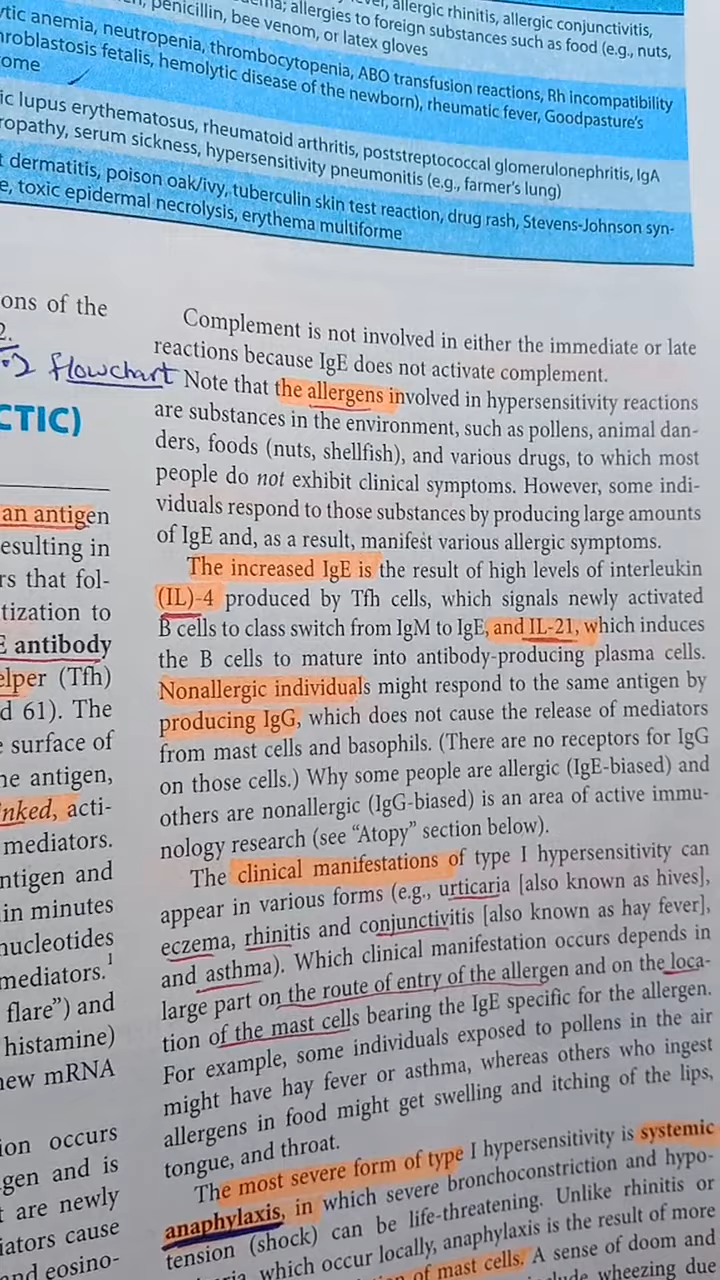 allergic rhinitis, allergic conjunctivitis,
allergies to foreign substances such as food (e.g., nuts,
penicillin, bee venom, or latex gloves
tic anemia, neutropenia, thrombocytopenia, ABO transfusion reactions, Rh incompatibility
roblastosis fetalis, hemolytic disease of the newborn), rheumatic fever, Goodpasture's
ome
ic lupus erythematosus, rheumatoid arthritis, poststreptococcal glomerulonephritis, IgA
ropathy, serum sickness, hypersensitivity pneumonitis (e.g., farmer's lung)
t dermatitis, poison oak/ivy, tuberculin skin test reaction, drug rash, Stevens-Johnson syn-
e, toxic epidermal necrolysis, erythema multiforme
ons of the
2.
flowchart
CTIC)
an antigen
esulting in
rs that fol-
tization to
E antibody
elper (Tfh)
d 61). The
e surface of
he antigen,
nked, acti-
mediators.
ntigen and
in minutes
nucleotides
mediators.1
flare") and
histamine)
new mRNA
ion occurs
gen and is
t are newly
iators cause
nd eosino-
Complement is not involved in either the immediate or late
reactions because IgE does not activate complement.
Note that the allergens involved in hypersensitivity reactions
are substances in the environment, such as pollens, animal dan-
ders, foods (nuts, shellfish), and various drugs, to which most
people do not exhibit clinical symptoms. However, some indi-
viduals respond to those substances by producing large amounts
of IgE and, as a result, manifest various allergic symptoms.
The increased IgE is the result of high levels of interleukin
(IL)-4 produced by Tfh cells, which signals newly activated
B cells to class switch from IgM to IgE, and IL-21, which induces
the B cells to mature into antibody-producing plasma cells.
Nonallergic individuals might respond to the same antigen by
producing IgG, which does not cause the release of mediators
from mast cells and basophils. (There are no receptors for IgG
on those cells.) Why some people are allergic (IgE-biased) and
others are nonallergic (IgG-biased) is an area of active immu-
nology research (see "Atopy" section below).
The clinical manifestations of type I hypersensitivity can
appear in various forms (e.g., urticaria [also known as hives],
eczema, rhinitis and conjunctivitis [also known as hay fever],
and asthma). Which clinical manifestation occurs depends in
large part on the route of entry of the allergen and on the loca-
tion of the mast cells bearing the IgE specific for the allergen.
For example, some individuals exposed to pollens in the air
might have hay fever or asthma, whereas others who ingest
allergens in food might get swelling and itching of the lips,
tongue, and throat.
The most severe form of type I hypersensitivity is systemic
anaphylaxis, in which severe bronchoconstriction and hypo-
tension (shock) can be life-threatening. Unlike rhinitis or
which occur locally, anaphylaxis is the result of more
of mast cells. A sense of doom and
wheezing due